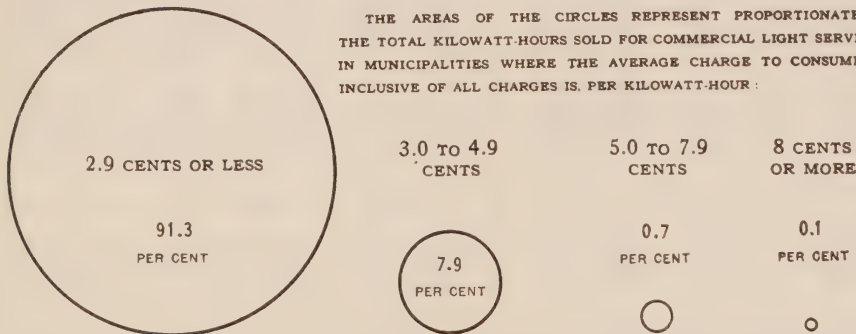 THE AREAS OF THE CIRCLES REPRESENT PROPORTIONATE
THE TOTAL KILOWATT-HOURS SOLD FOR COMMERCIAL LIGHT SERVI
IN MUNICIPALITIES WHERE THE AVERAGE CHARGE TO CONSUME
INCLUSIVE OF ALL CHARGES IS, PER KILOWATT-HOUR :
2.9 CENTS OR LESS
91.3
PER CENT
3.0 TO 4.9
CENTS
7.9
PER CENT
5.0 TO 7.9
CENTS
0.7
PER CENT
8 CENTS
OR MORE
0.1
PER CENT